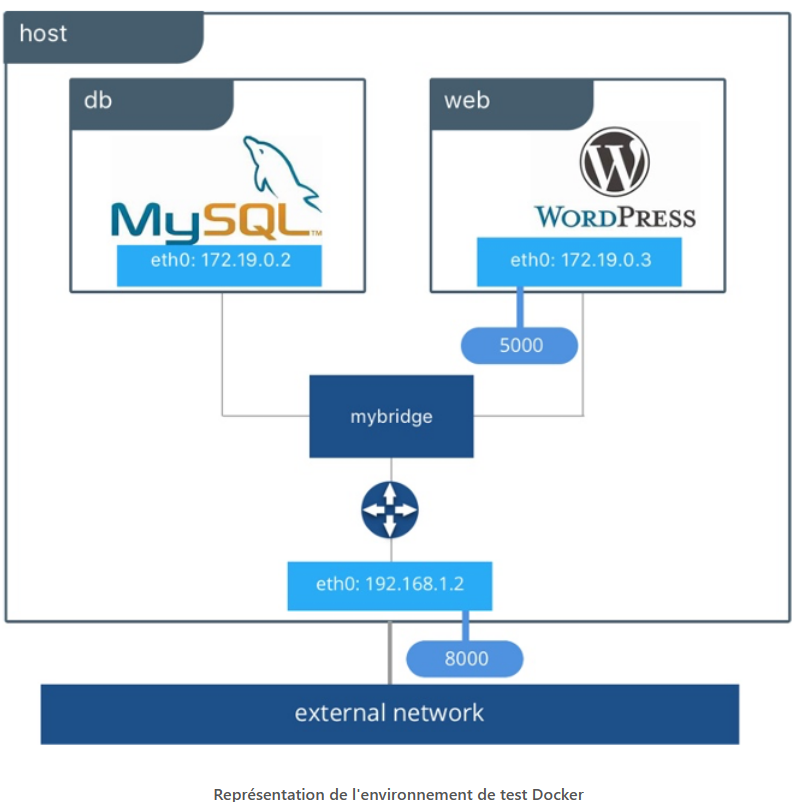 host
db
web
MySQL™
WORDPRESS
eth0: 172.19.0.2
eth0: 172.19.0.3
5000
mybridge
eth0: 192.168.1.2
8000
external network
Représentation de l'environnement de test Docker